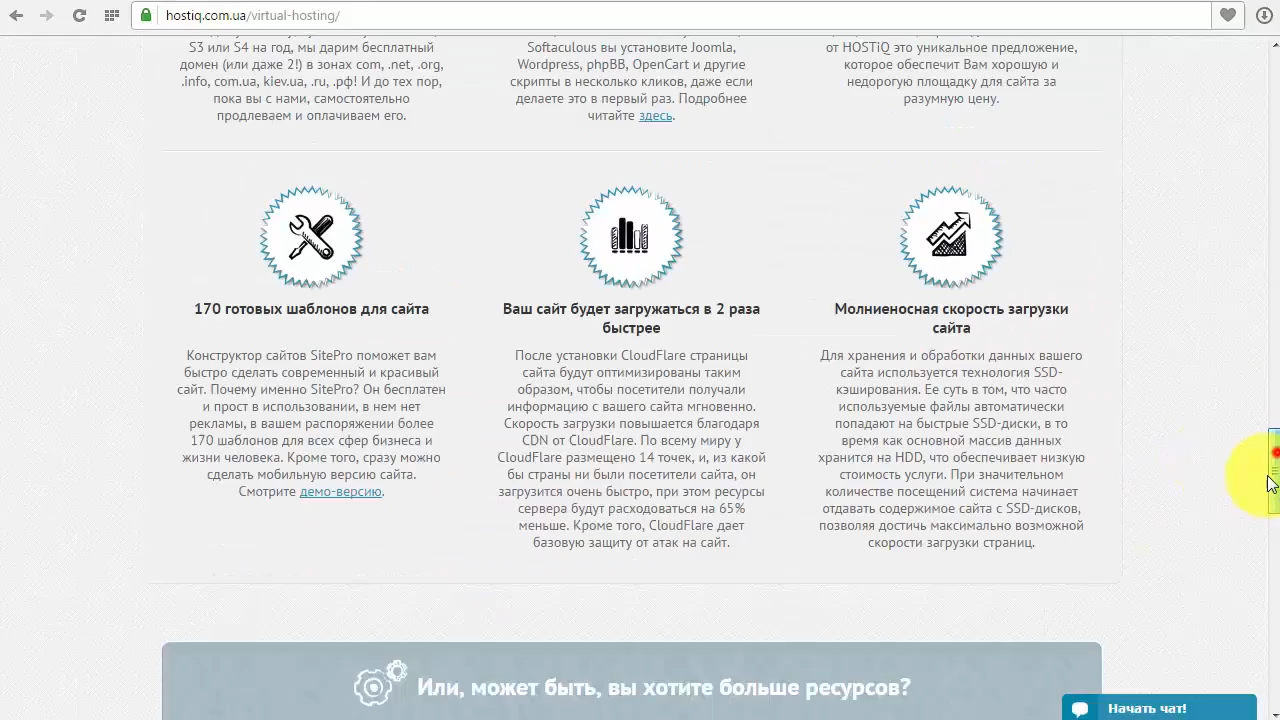 hostiq.com.ua/virtual-hosting/
S3 или S4 на год, мы дарим бесплатный
домен (или даже 2!) в зонах com, .net, .org,
.info, com.ua, kiev.ua, .ru, .рф! И до тех пор,
пока вы с нами, самостоятельно
продлеваем и оплачиваем его.
Softaculous вы установите Joomla,
Wordpress, phpBB, OpenCart и другие
скрипты в несколько кликов, даже если
делаете это в первый раз. Подробнее
читайте здесь.
от HOSTiQ это уникальное предложение,
которое обеспечит Вам хорошую и
недорогую площадку для сайта за
разумную цену.
170 готовых шаблонов для сайта
Конструктор сайтов SitePro поможет вам
быстро сделать современный и красивый
сайт. Почему именно SitePro? Он бесплатен
и прост в использовании, в нем нет
рекламы, в вашем распоряжении более
170 шаблонов для всех сфер бизнеса и
жизни человека. Кроме того, сразу можно
сделать мобильную версию сайта.
Смотрите демо-версию.
Ваш сайт будет загружаться в 2 раза
быстрее
После установки CloudFlare страницы
сайта будут оптимизированы таким
образом, чтобы посетители получали
информацию с вашего сайта мгновенно.
Скорость загрузки повышается благодаря
CDN от CloudFlare. По всему миру у
CloudFlare размещено 14 точек, и, из какой
бы страны ни были посетители сайта, он
загрузится очень быстро, при этом ресурсы
сервера будут расходоваться на 65%
меньше. Кроме того, CloudFlare дает
базовую защиту от атак на сайт.
Молниеносная скорость загрузки
сайта
Для хранения и обработки данных вашего
сайта используется технология SSD-
кэширования. Ее суть в том, что часто
используемые файлы автоматически
попадают на быстрые SSD-диски, в то
время как основной массив данных
хранится на HDD, что обеспечивает низкую
стоимость услуги. При значительном
количестве посещений система начинает
отдавать содержимое сайта с SSD-дисков,
позволяя достичь максимально возможной
скорости загрузки страниц.
Или, может быть, вы хотите больше ресурсов?
Начать чат!